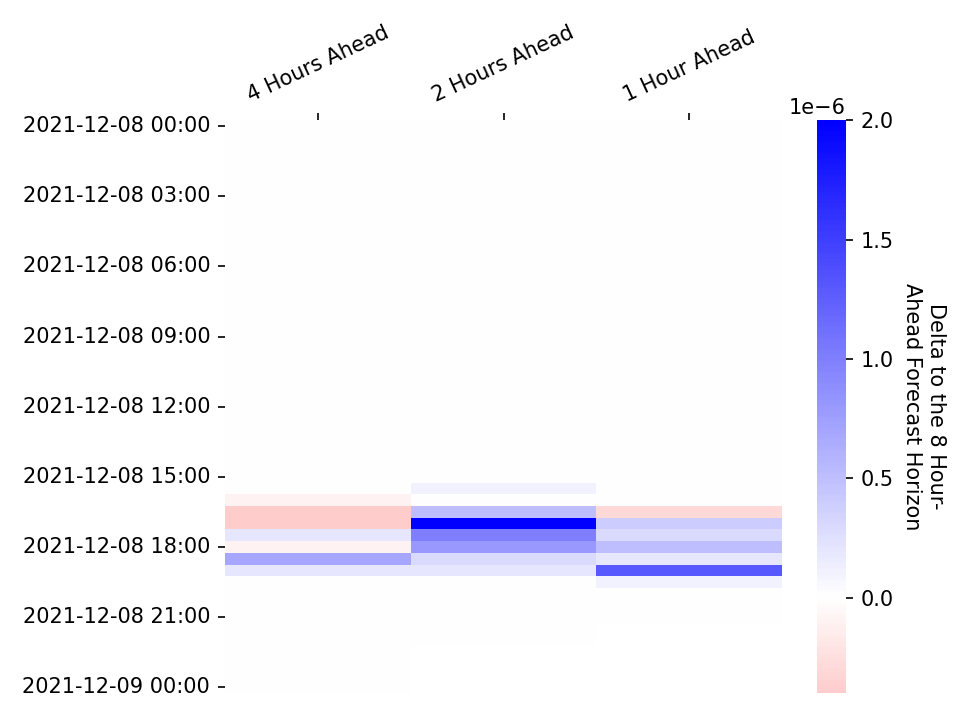 4 Hours Ahead
2 Hours Ahead
1 Hour Ahead
1e−6
2021-12-08 00:00
2021-12-08 03:00
2021-12-08 06:00
2021-12-08 09:00
2021-12-08 12:00
2021-12-08 15:00
2021-12-08 18:00
2021-12-08 21:00
2021-12-09 00:00
2.0
1.5
1.0
0.5
0.0
Delta to the 8 Hour-
Ahead Forecast Horizon